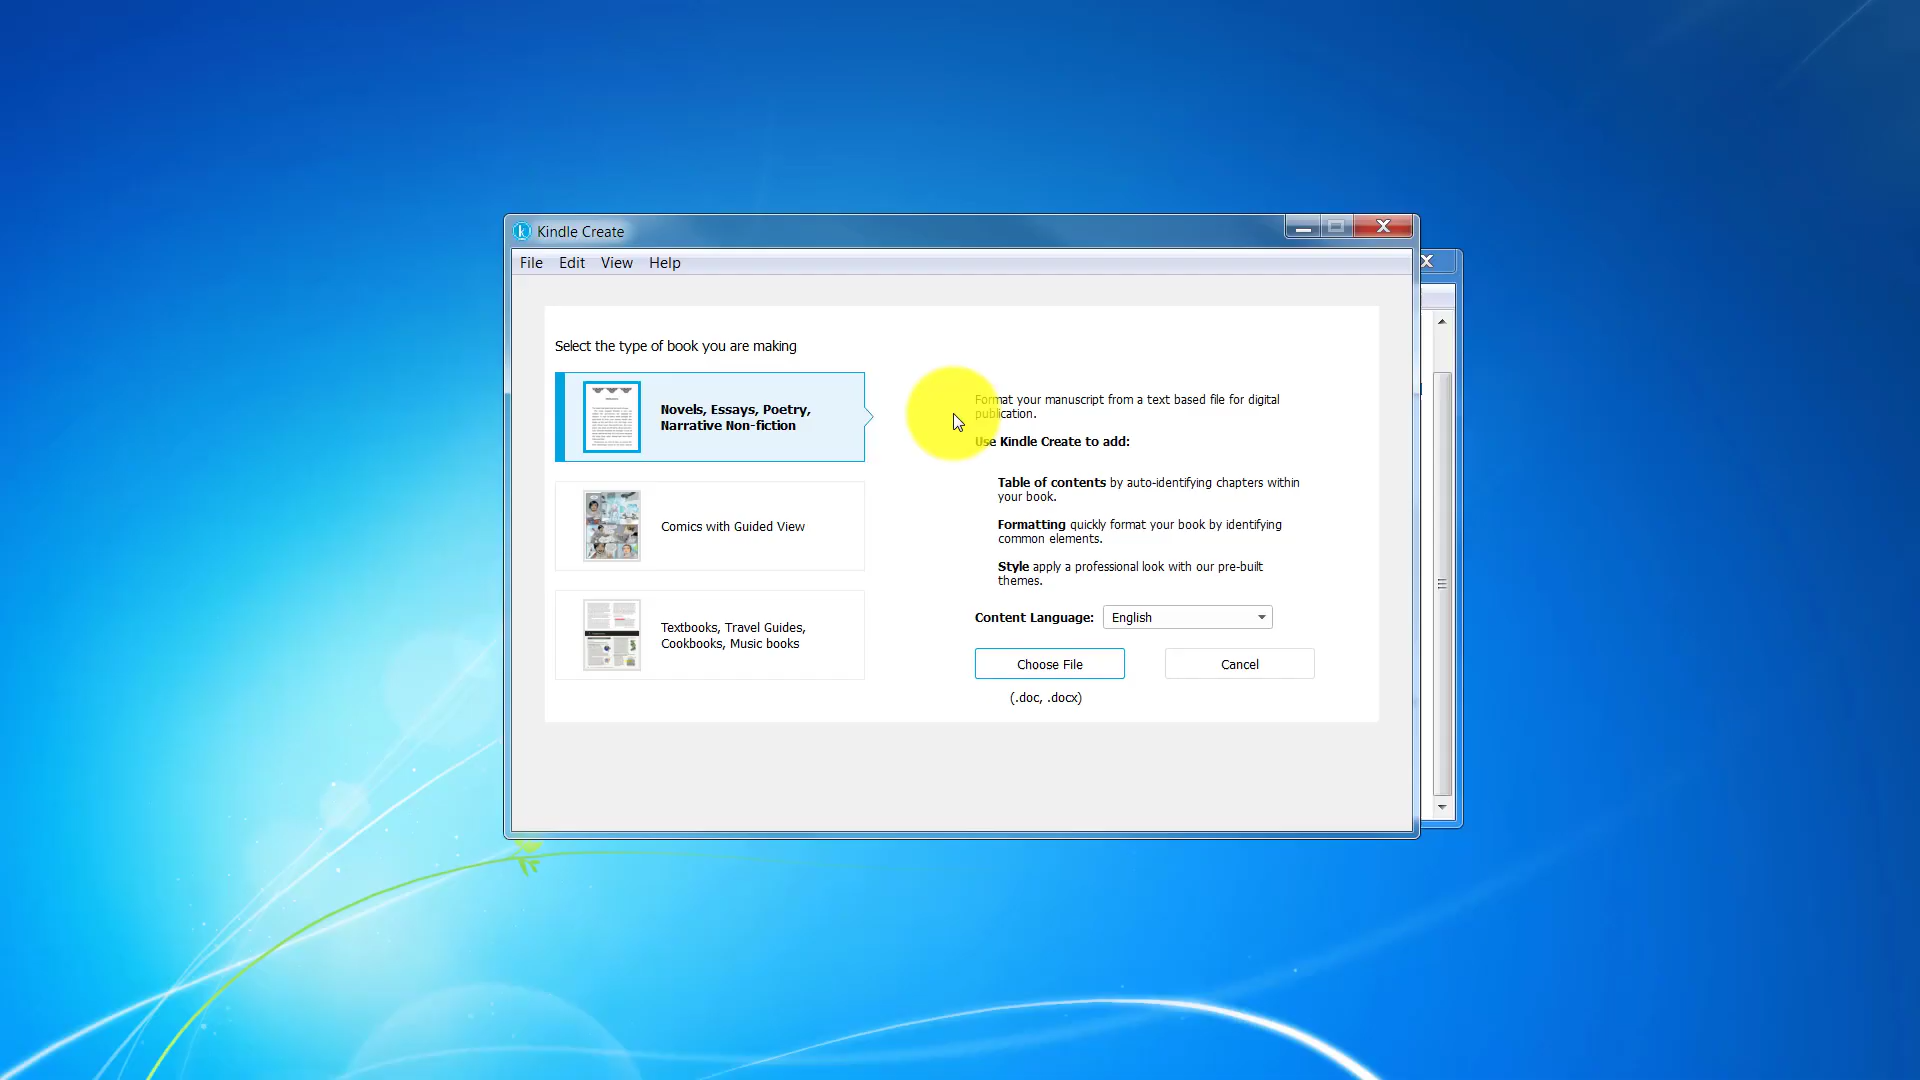 Kindle Create
File Edit View Help
Select the type of book you are making
Novels, Essays, Poetry,
Narrative Non-fiction
Comics with Guided View
Textbooks, Travel Guides,
Cookbooks, Music books
Format your manuscript from a text based file for digital
publication.
Use Kindle Create to add:
Table of contents by auto-identifying chapters within
your book.
Formatting quickly format your book by identifying
common elements.
Style apply a professional look with our pre-built
themes.
Content Language: English
Choose File
Cancel
(.doc, .docx)